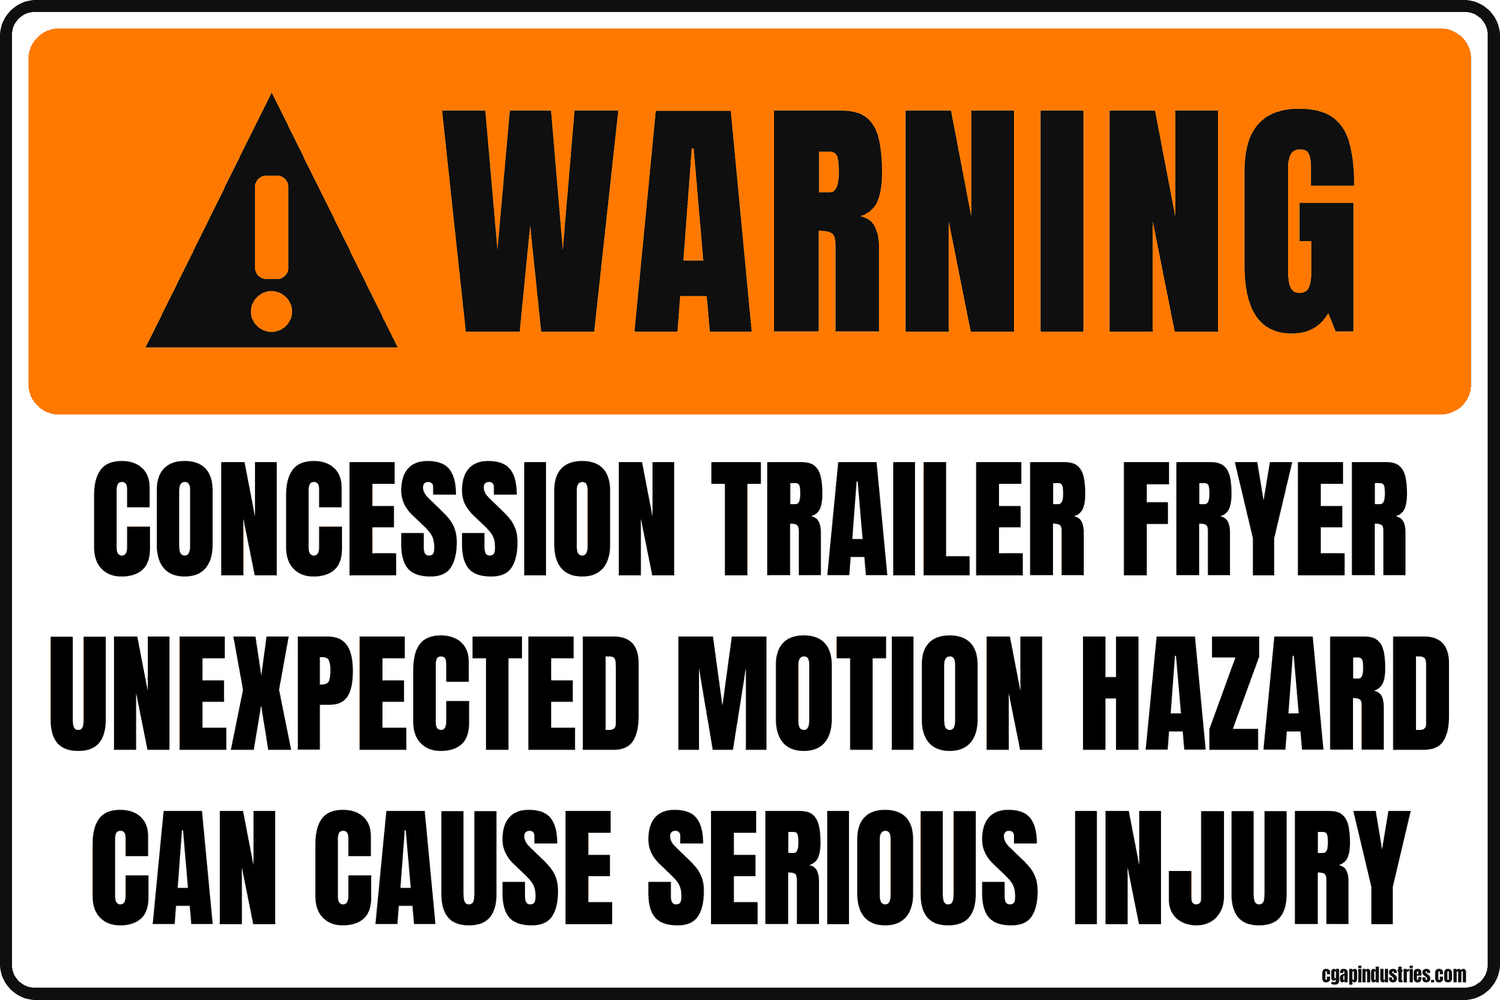 WARNING
CONCESSION TRAILER FRYER
UNEXPECTED MOTION HAZARD
CAN CAUSE SERIOUS INJURY
cgapindustries.com